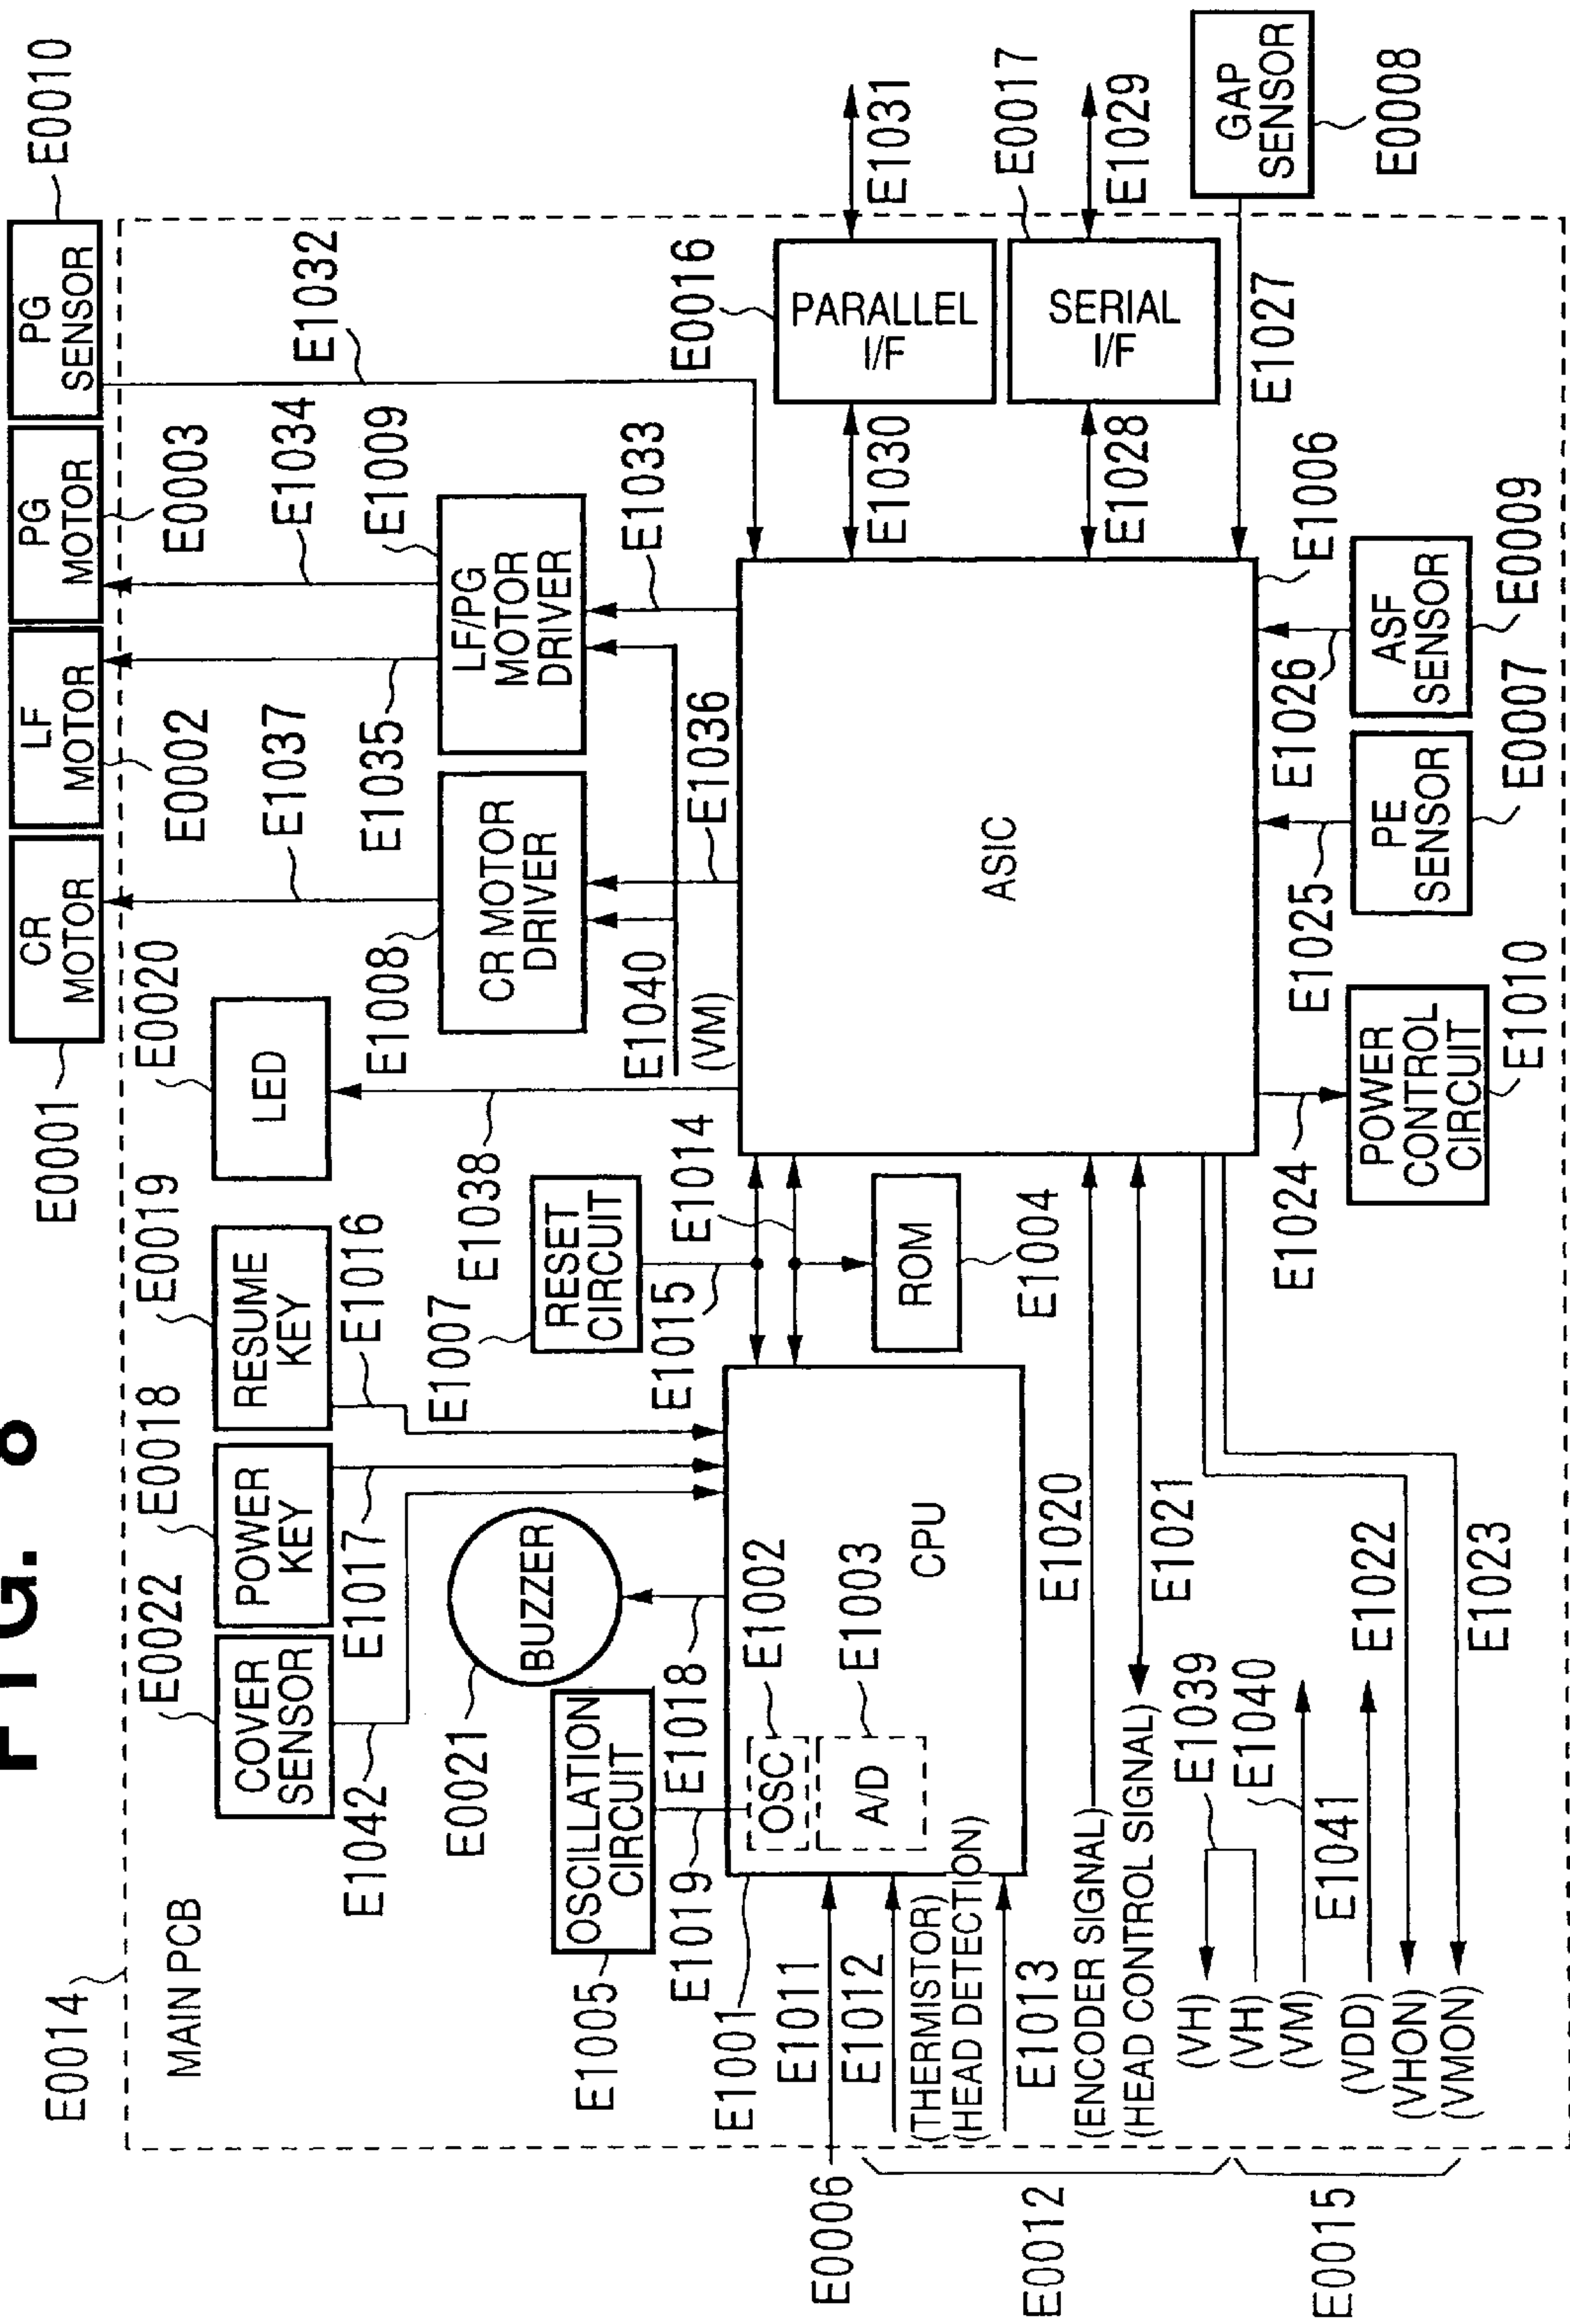 FIG. 8
E0014
MAIN PCB
E0022
COVER
SENSOR
E0018
POWER
KEY
E0019
RESUME
KEY
E0020
LED
E0001
CR
MOTOR
LF
MOTOR
E0002
PG
MOTOR
E0003
PG
SENSOR
E0010
E1042
E1017
E1016
E0021
BUZZER
E1018
E1005
OSCILLATION
CIRCUIT
E1019
E1007
RESET
CIRCUIT
E1015
E1014
E1038
E1008
CR MOTOR
DRIVER
E1037
E1035
E1034
E1009
LF/PG
MOTOR
DRIVER
E1032
E1040
(VM)
E1036
E1033
E1001
OSC
E1002
A/D
E1003
CPU
ROM
E1004
ASIC
E1006
E0016
PARALLEL
I/F
E1030
E1031
E0017
SERIAL
I/F
E1028
E1029
GAP
SENSOR
E0008
E1027
E0006
E1011
E1012
(THERMISTOR)
(HEAD DETECTION)
E1013
E0012
(ENCODER SIGNAL)
E1020
(HEAD CONTROL SIGNAL)
E1021
E0015
(VH)
(VH)
E1039
(VM)
E1040
(VDD)
E1041
(VHON)
E1022
(VMON)
E1023
E1024
POWER
CONTROL
CIRCUIT
E1010
E1025
PE
SENSOR
E0007
E1026
ASF
SENSOR
E0009